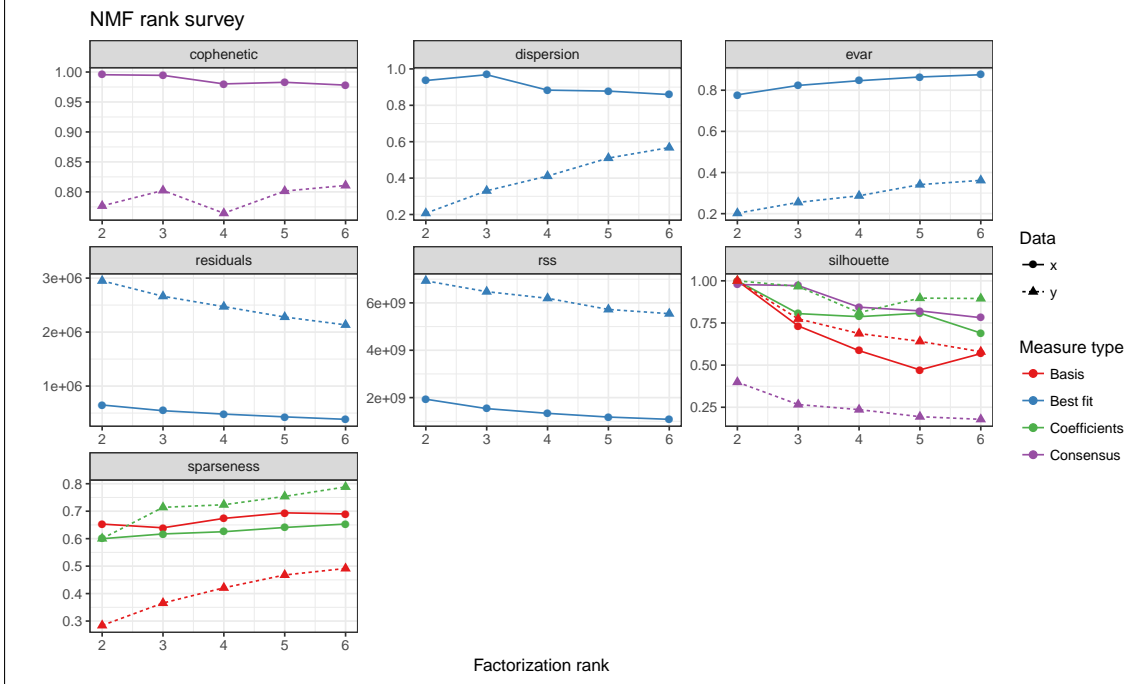 NMF rank survey
cophenetic
dispersion
evar
1.00
0.95
0.90
0.85
0.80
2 3 4 5 6
1.0
0.8
0.6
0.4
0.2
2 3 4 5 6
0.8
0.6
0.4
0.2
2 3 4 5 6
residuals
rss
silhouette
3e+06
2e+06
1e+06
2 3 4 5 6
6e+09
4e+09
2e+09
2 3 4 5 6
1.00
0.75
0.50
0.25
2 3 4 5 6
sparseness
0.8
0.7
0.6
0.5
0.4
0.3
2 3 4 5 6
Factorization rank
Data
x
y
Measure type
Basis
Best fit
Coefficients
Consensus